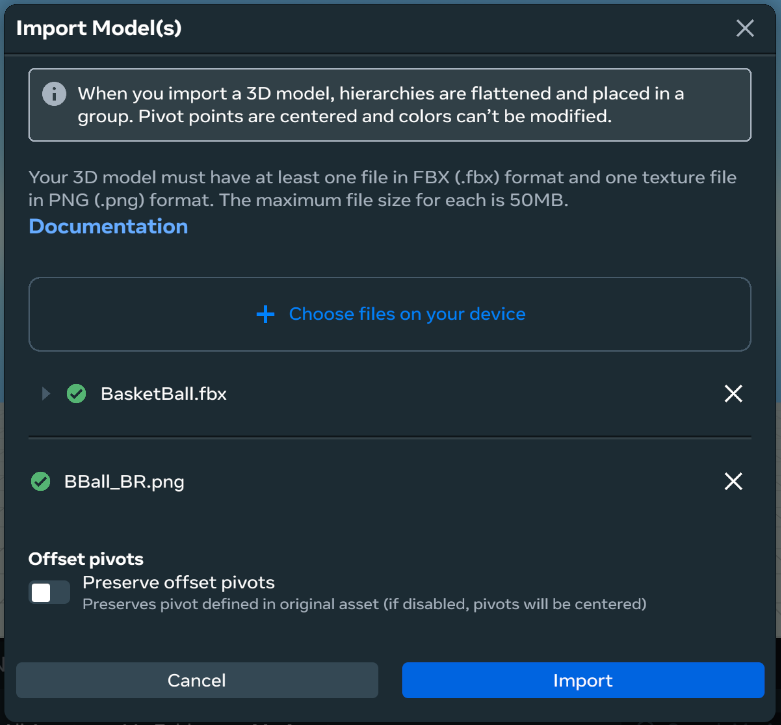 Import Model(s)
When you import a 3D model, hierarchies are flattened and placed in a
group. Pivot points are centered and colors can’t be modified.
Your 3D model must have at least one file in FBX (.fbx) format and one texture file
in PNG (.png) format. The maximum file size for each is 50MB.
Documentation
Choose files on your device
BasketBall.fbx
BBall_BR.png
Offset pivots
Preserve offset pivots
Preserves pivot defined in original asset (if disabled, pivots will be centered)
Cancel
Import